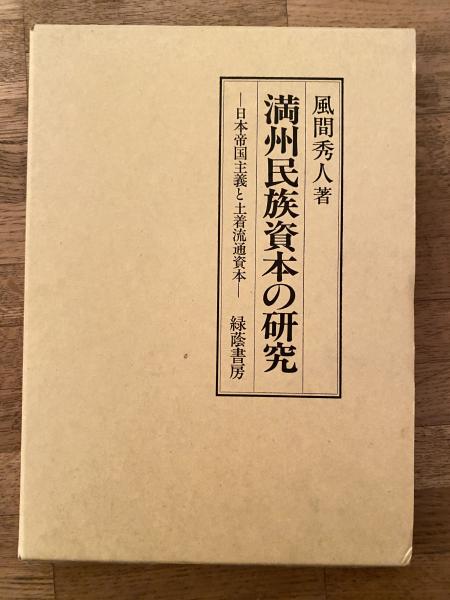 風間秀人著
満州民族資本の研究
―日本帝国主義と土着流通資本―
緑蔭書房